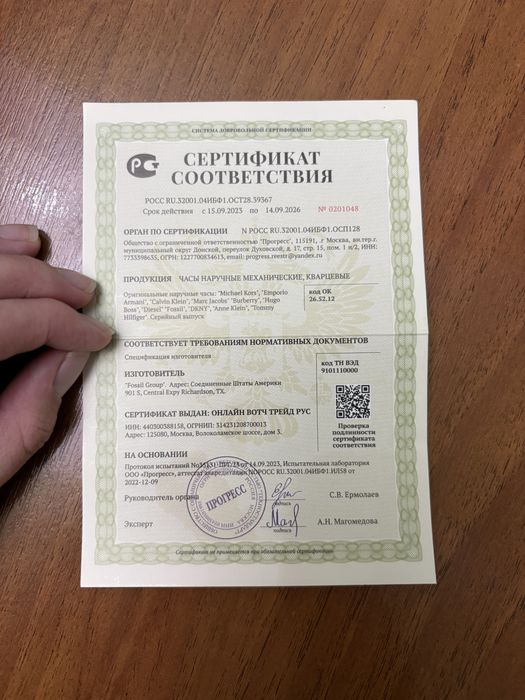 СИСТЕМА ДОБРОВОЛЬНОЙ СЕРТИФИКАЦИИ
РСТ
СЕРТИФИКАТ
СООТВЕТСТВИЯ
РОСС RU.32001.04ИБФ1.ОСТ28.39367
Срок действия с 15.09.2023 по 14.09.2026
№ 0201048
ОРГАН ПО СЕРТИФИКАЦИИ N РОСС RU.32001.04ИБФ1.ОСП128
Общество с ограниченной ответственностью "Прогресс", 115191, .г Москва, вн.тер.г.
муниципальный округ Донской, переулок Духовской, д. 17, стр. 15, пом. 1 н/2, ИНН:
7733398635, ОГРН: 1227700834613, email: progress.reestr@yandex.ru
ПРОДУКЦИЯ ЧАСЫ НАРУЧНЫЕ МЕХАНИЧЕСКИЕ, КВАРЦЕВЫЕ
Оригинальные наручные часы: "Michael Kors", "Emporio
Armani", "Calvin Klein", "Marc Jacobs" "Burberry", "Hugo
Boss", "Diesel" "Fossil", "DKNY", "Anne Klein", "Tommy
Hilfiger". Серийный выпуск
код ОК
26.52.12
СООТВЕТСТВУЕТ ТРЕБОВАНИЯМ НОРМАТИВНЫХ ДОКУМЕНТОВ
Спецификация изготовителя
код ТН ВЭД
9101110000
ИЗГОТОВИТЕЛЬ
"Fossil Group". Адрес: Соединенные Штаты Америки
901 S, Central Expy Richardson, TX.
СЕРТИФИКАТ ВЫДАН: ОНЛАЙН ВОТЧ ТРЕЙД РУС
ИНН: 440500588158, ОГРНИП: 314231208700013
Адрес: 125080, Москва, Волоколамское шоссе, дом 3.
Проверка
подлинности
сертификата
соответствия
НА ОСНОВАНИИ
Протокол испытаний 14.09.2023, Испытательная лаборатория
ООО «Прогресс», аттестат аккредитации РОСС RU.32001.04ИБФ1.ИЛ58 от
2022-12-09
Руководитель органа
подпись
С.В. Ермолаев
ПРОГРЕСС
Эксперт
подпись
А.Н. Магомедова
Сертификат не применяется при обязательной сертификации